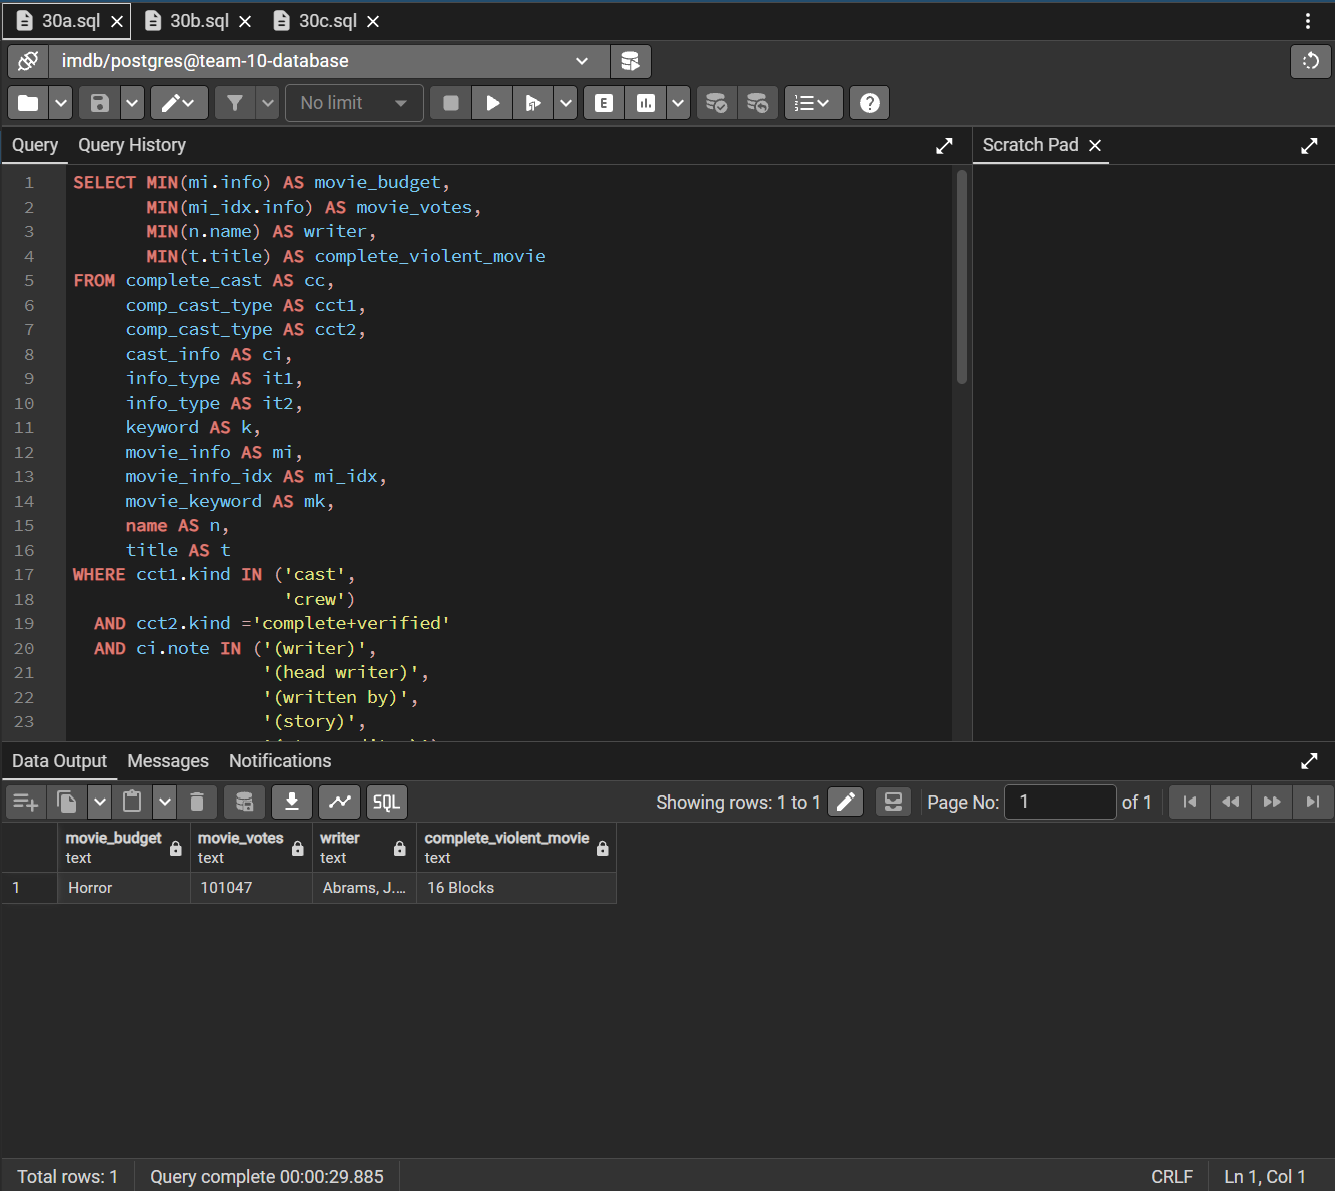 30a.sql 30b.sql 30c.sql
imdb/postgres@team-10-database
No limit E
Query Query History Scratch Pad
1 SELECT MIN(mi.info) AS movie_budget,
2 MIN(mi_idx.info) AS movie_votes,
3 MIN(n.name) AS writer,
4 MIN(t.title) AS complete_violent_movie
5 FROM complete_cast AS cc,
6 comp_cast_type AS cct1,
7 comp_cast_type AS cct2,
8 cast_info AS ci,
9 info_type AS it1,
10 info_type AS it2,
11 keyword AS k,
12 movie_info AS mi,
13 movie_info_idx AS mi_idx,
14 movie_keyword AS mk,
15 name AS n,
16 title AS t
17 WHERE cct1.kind IN ('cast',
18 'crew')
19 AND cct2.kind ='complete+verified'
20 AND ci.note IN ('(writer)',
21 '(head writer)',
22 '(written by)',
23 '(story)',
Data Output Messages Notifications
SQL Showing rows: 1 to 1 Page No: 1 of 1
movie_budget movie_votes writer complete_violent_movie
text text text text
1 Horror 101047 Abrams, J.... 16 Blocks
Total rows: 1 Query complete 00:00:29.885 CRLF Ln 1, Col 1